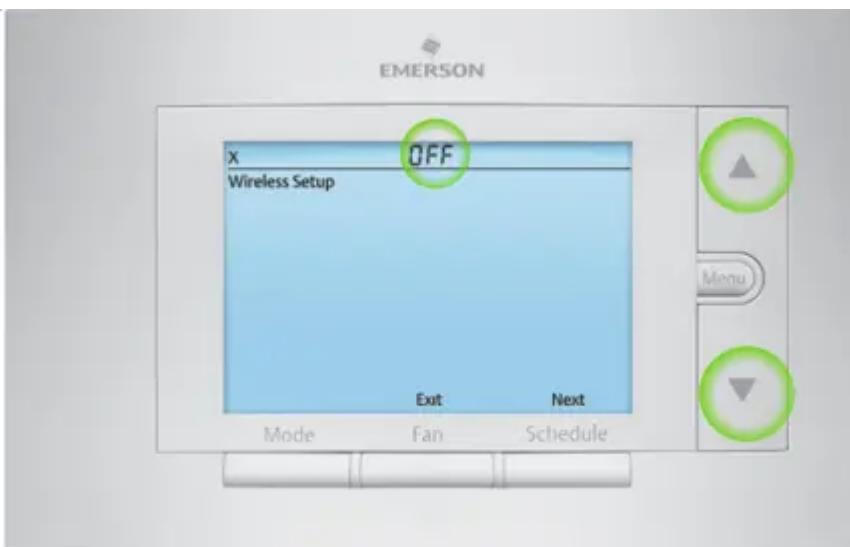 EMERSON
X OFF
Wireless Setup
Menu
Exit Next
Mode Fan Schedule